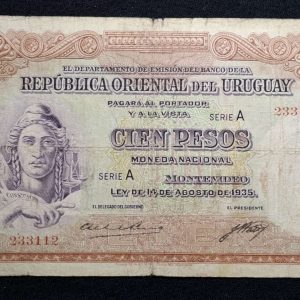 EL DEPARTAMENTO DE EMISIÓN DEL BANCO DE LA
REPÚBLICA ORIENTAL DEL URUGUAY
PAGARÁ AL PORTADOR
Y A LA VISTA
SERIE A
233
CIEN PESOS
MONEDA NACIONAL
SERIE A
MONTEVIDEO
LEY DE 14 DE AGOSTO DE 1935.
EL DELEGADO DEL GOBIERNO
EL PRESIDENTE
233112